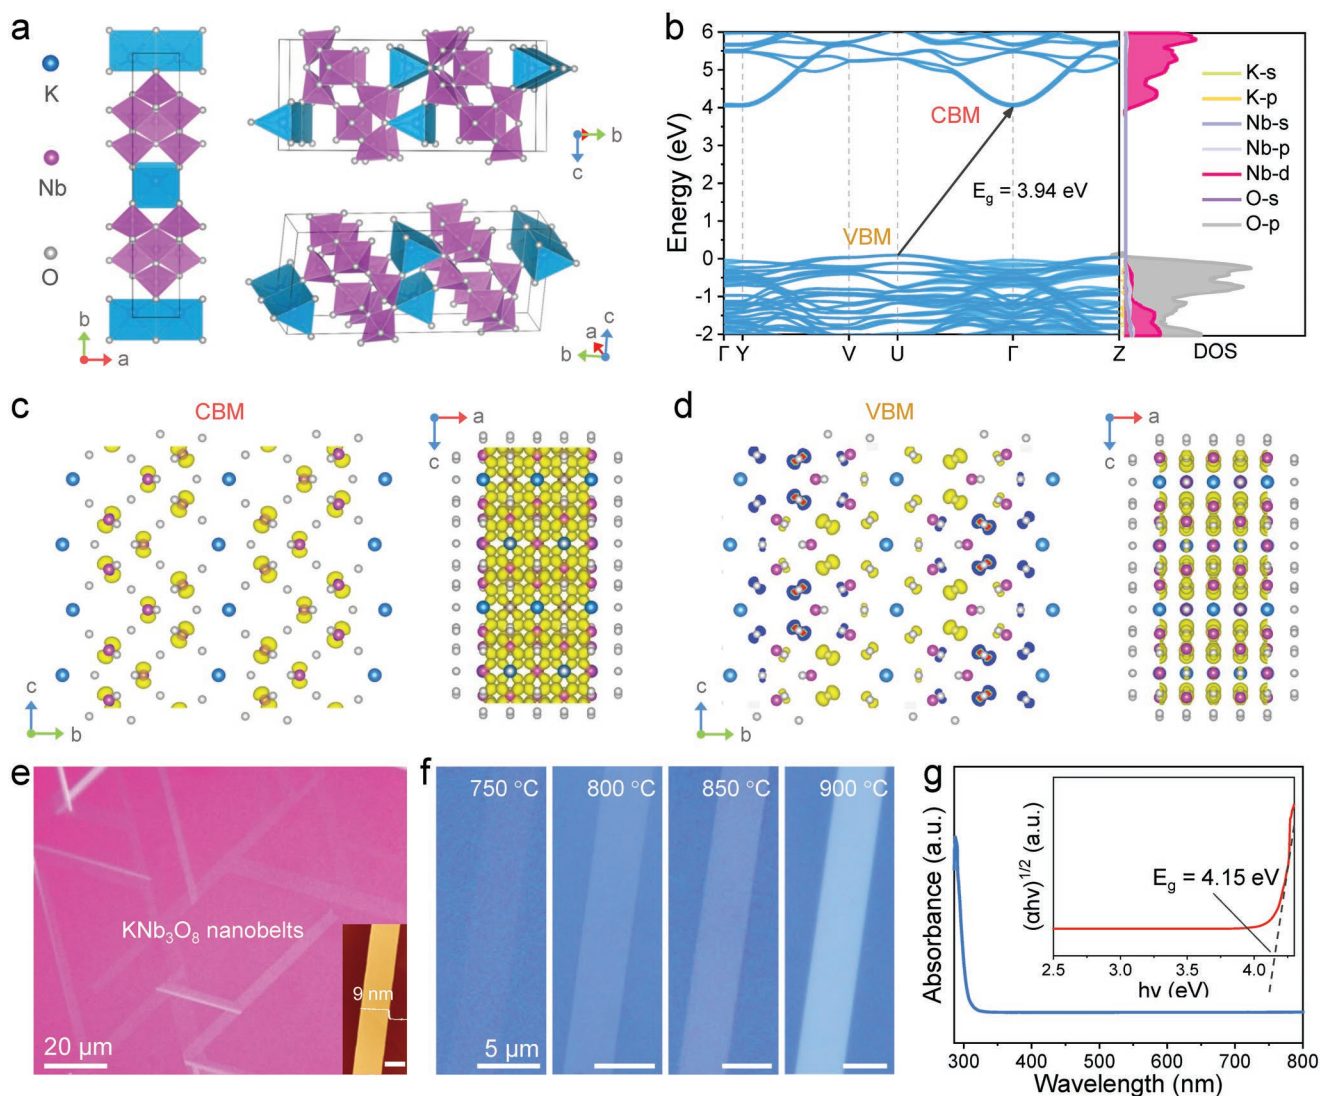 a
K
Nb
O
b
a
b
c
c
a
b
b
6
5
4
3
2
1
0
-1
-2
Energy (eV)
CBM
E_g = 3.94 eV
VBM
Γ Y V U Γ Z
DOS
K-s
K-p
Nb-s
Nb-p
Nb-d
O-s
O-p
c
CBM
a
c
c
b
d
VBM
a
c
c
b
e
KNb₃O₈ nanobelts
9 nm
20 μm
f
750 °C
800 °C
850 °C
900 °C
5 μm
g
Absorbance (a.u.)
300 400 500 600 700 800
Wavelength (nm)
(αhν)^1/2 (a.u.)
E_g = 4.15 eV
2.5 3.0 3.5 4.0
hν (eV)